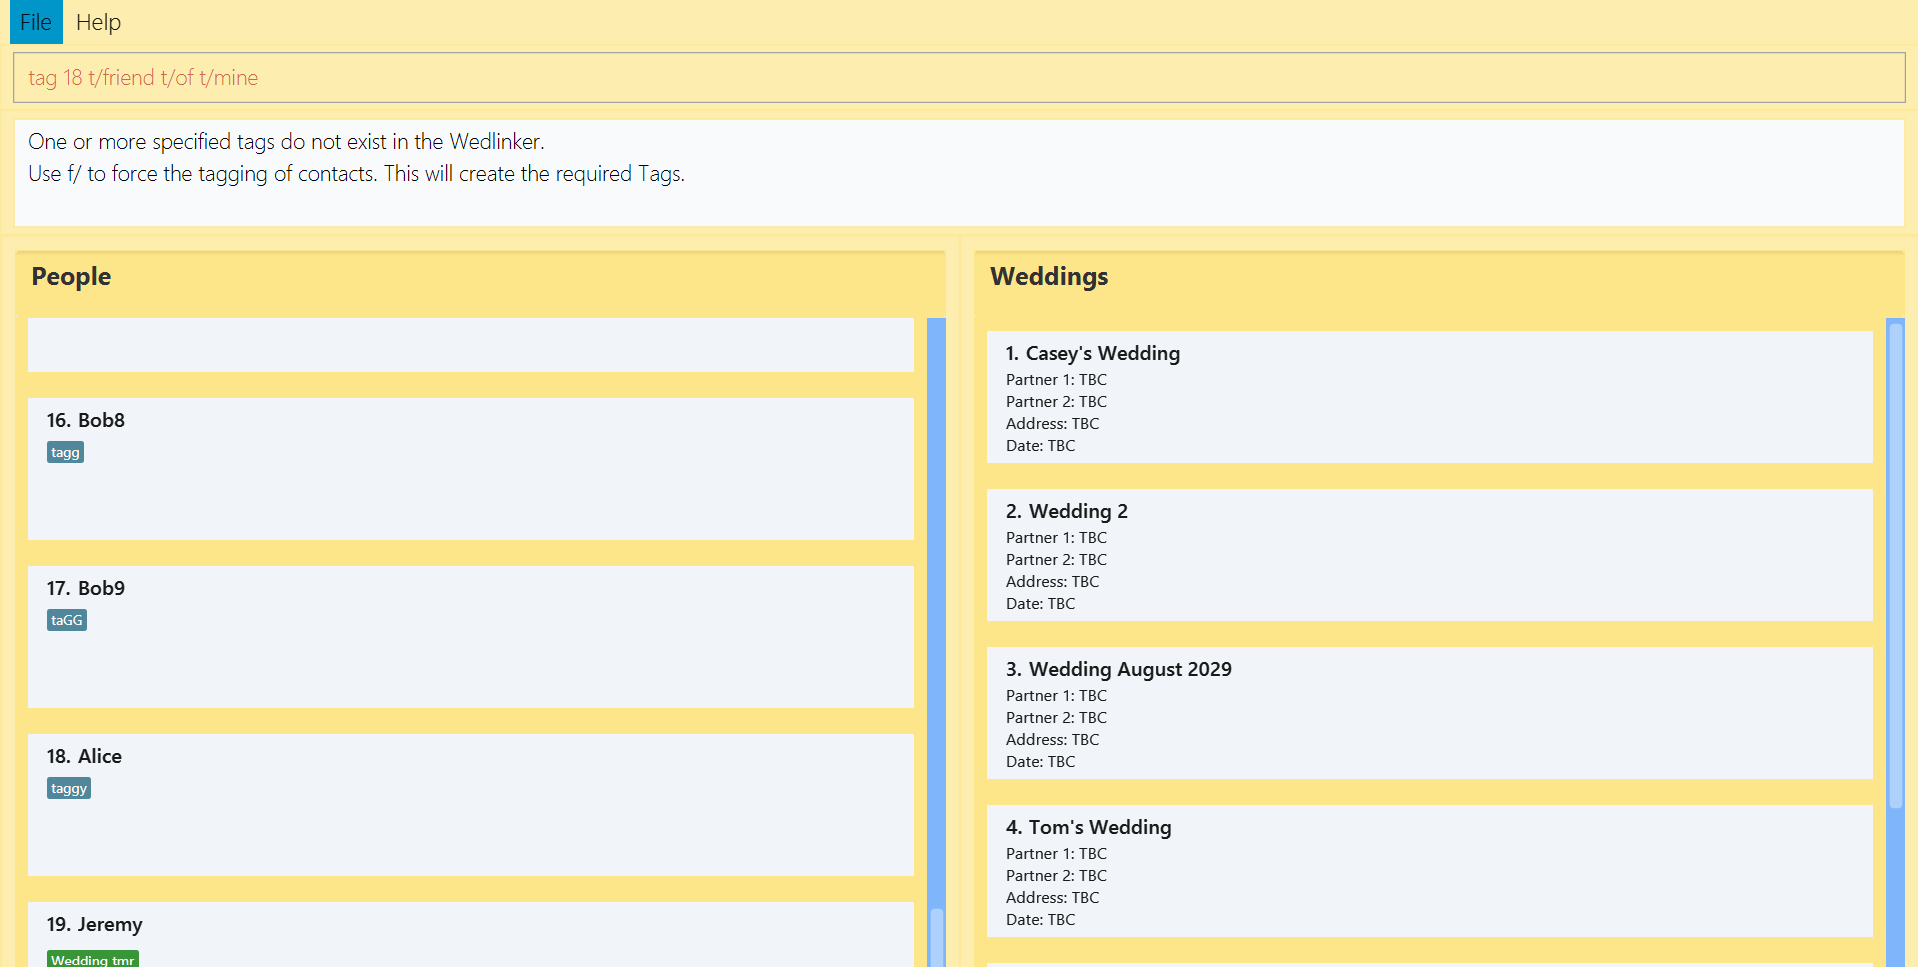 File Help
tag 18 t/friend t/of t/mine
One or more specified tags do not exist in the Wedlinker.
Use f/ to force the tagging of contacts. This will create the required Tags.
People
16. Bob8
tagg
17. Bob9
taGG
18. Alice
taggy
19. Jeremy
Wedding tmr
Weddings
1. Casey's Wedding
Partner 1: TBC
Partner 2: TBC
Address: TBC
Date: TBC
2. Wedding 2
Partner 1: TBC
Partner 2: TBC
Address: TBC
Date: TBC
3. Wedding August 2029
Partner 1: TBC
Partner 2: TBC
Address: TBC
Date: TBC
4. Tom's Wedding
Partner 1: TBC
Partner 2: TBC
Address: TBC
Date: TBC